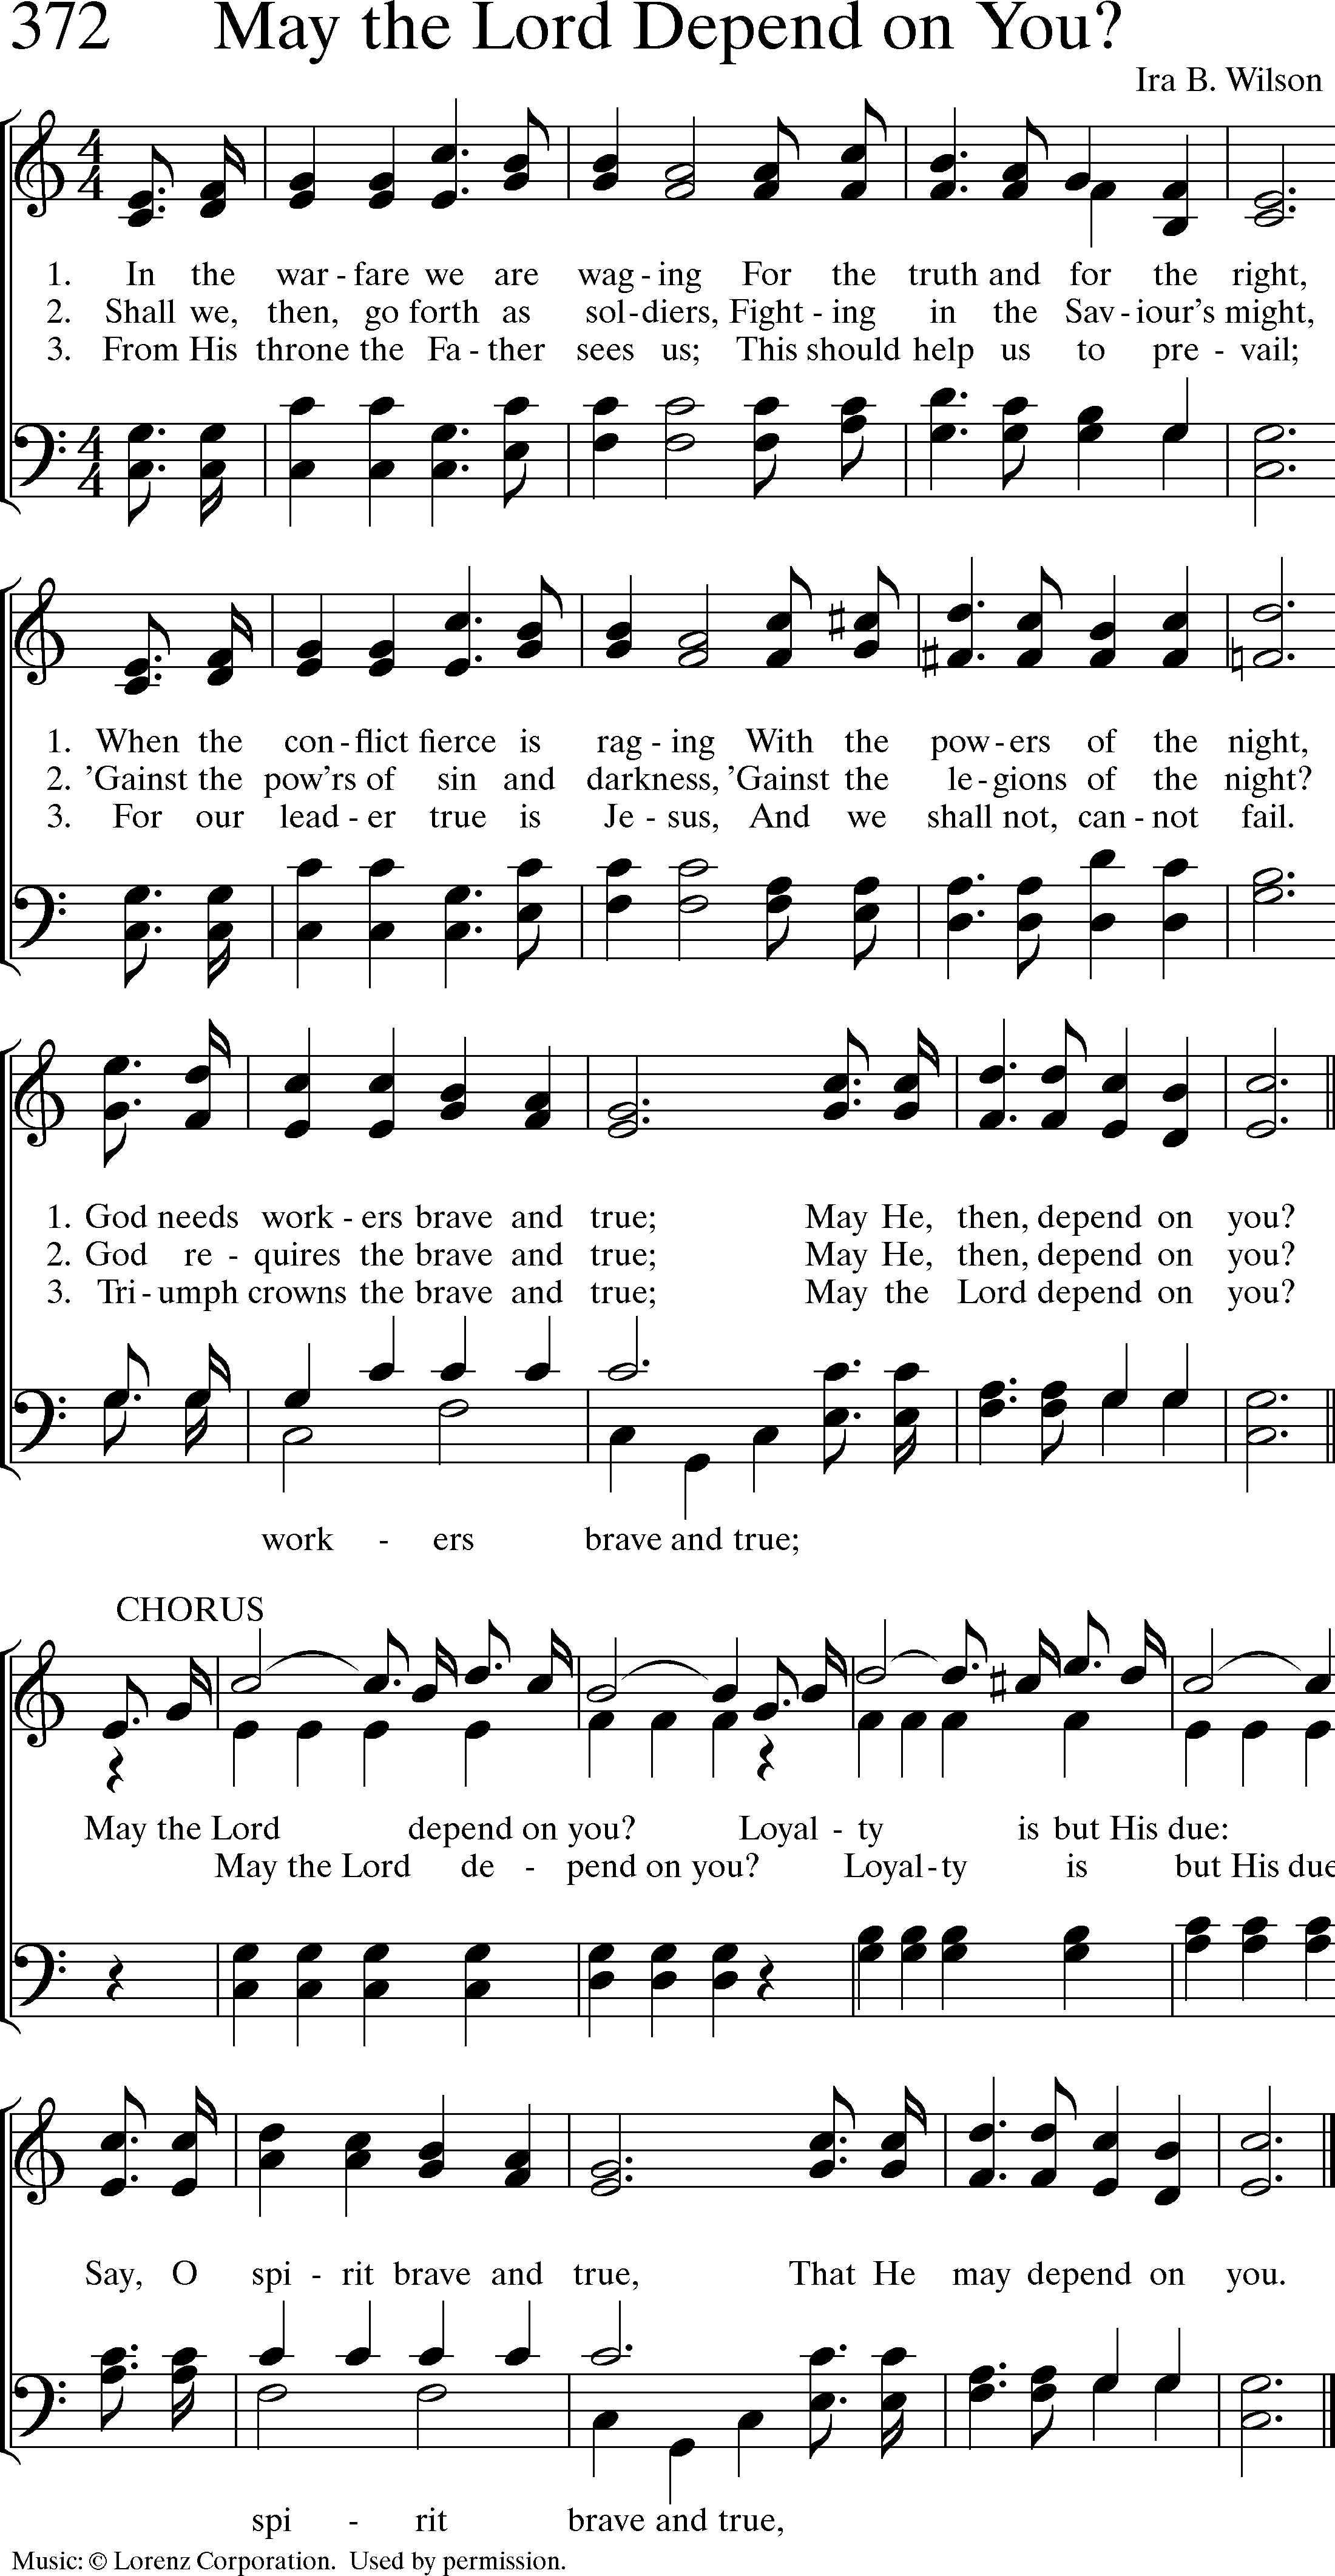 372 May the Lord Depend on You?
Ira B. Wilson
1. In the war - fare we are wag - ing For the truth and for the right,
2. Shall we, then, go forth as sol - diers, Fight - ing in the Sav - iour's might,
3. From His throne the Fa - ther sees us; This should help us to pre - vail;
1. When the con - flict fierce is rag - ing With the pow - ers of the night,
2. 'Gainst the pow'rs of sin and darkness, 'Gainst the le - gions of the night?
3. For our lead - er true is Je - sus, And we shall not, can - not fail.
1. God needs work - ers brave and true; May He, then, depend on you?
2. God re - quires the brave and true; May He, then, depend on you?
3. Tri - umph crowns the brave and true; May the Lord depend on you?
work - ers brave and true;
CHORUS
May the Lord depend on you? Loyal - ty is but His due:
May the Lord de - pend on you? Loyal - ty is but His due
Say, O spi - rit brave and true, That He may depend on you.
spi - rit brave and true,
Music: © Lorenz Corporation. Used by permission.